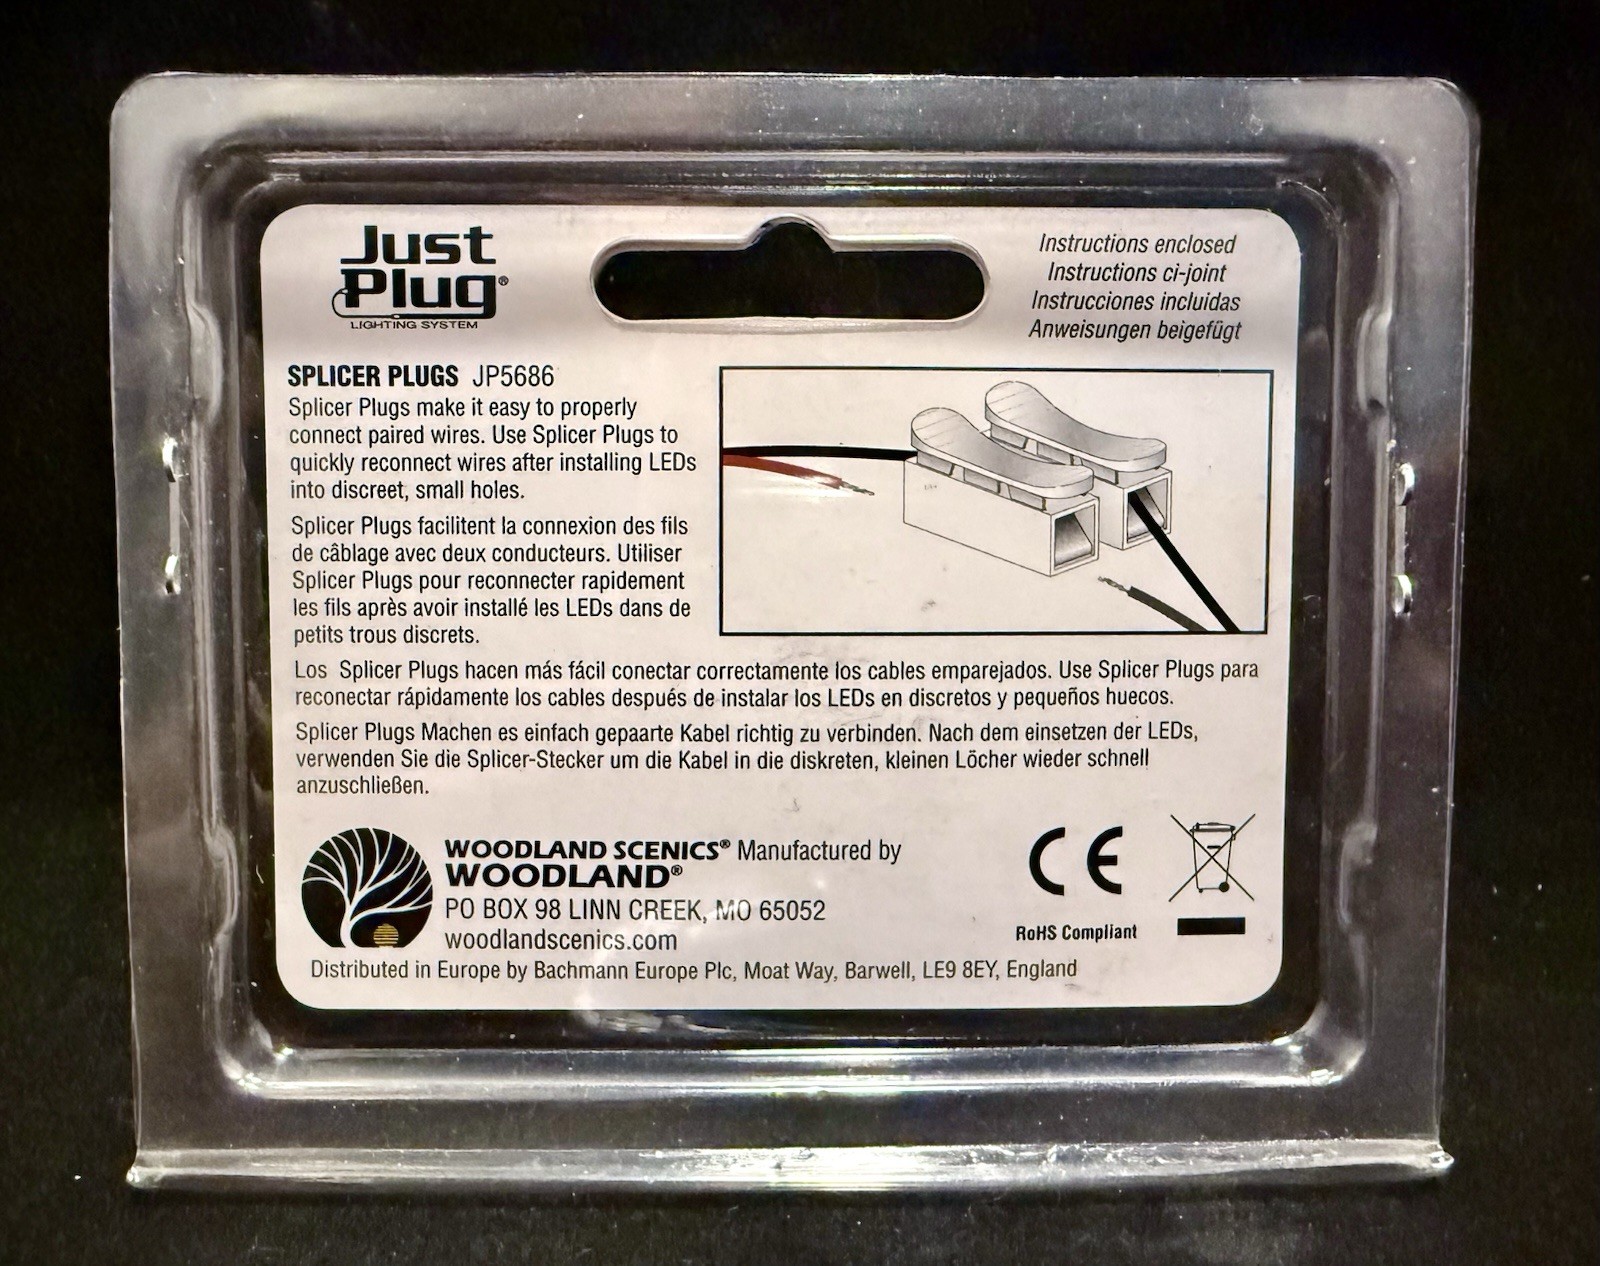 Just
Plug®
LIGHTING SYSTEM
Instructions enclosed
Instructions ci-joint
Instrucciones incluidas
Anweisungen beigefügt
SPLICER PLUGS JP5686
Splicer Plugs make it easy to properly
connect paired wires. Use Splicer Plugs to
quickly reconnect wires after installing LEDs
into discreet, small holes.
Splicer Plugs facilitent la connexion des fils
de câblage avec deux conducteurs. Utiliser
Splicer Plugs pour reconnecter rapidement
les fils après avoir installé les LEDs dans de
petits trous discrets.
Los Splicer Plugs hacen más fácil conectar correctamente los cables emparejados. Use Splicer Plugs para
reconectar rápidamente los cables después de instalar los LEDs en discretos y pequeños huecos.
Splicer Plugs Machen es einfach gepaarte Kabel richtig zu verbinden. Nach dem einsetzen der LEDs,
verwenden Sie die Splicer-Stecker um die Kabel in die diskreten, kleinen Löcher wieder schnell
anzuschließen.
WOODLAND SCENICS® Manufactured by
WOODLAND®
PO BOX 98 LINN CREEK, MO 65052
woodlandscenics.com
Distributed in Europe by Bachmann Europe Plc, Moat Way, Barwell, LE9 8EY, England
CE
RoHS Compliant